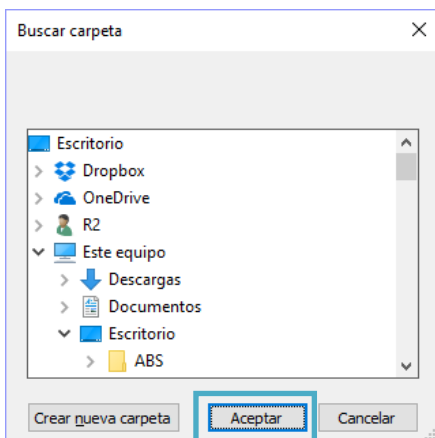 Buscar carpeta
Escritorio
Dropbox
OneDrive
R2
Este equipo
Descargas
Documentos
Escritorio
ABS
Crear nueva carpeta Aceptar Cancelar